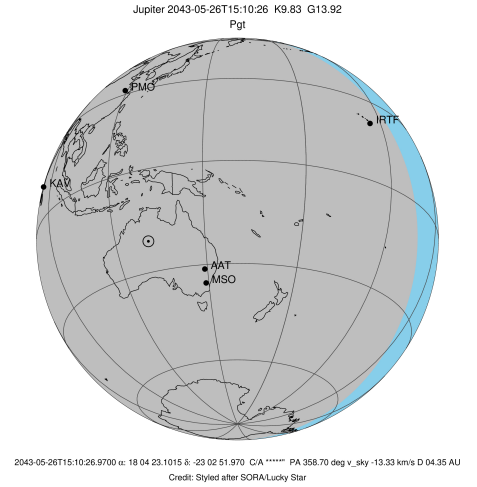 Jupiter 2043-05-26T15:10:26 K9.83 G13.92
Pgt
PMO
IRTF
KAV
AAT
MSO
2043-05-26T15:10:26.9700 α: 18 04 23.1015 δ: -23 02 51.970 C/A *****" PA 358.70 deg v_sky -13.33 km/s D 04.35 AU
Credit: Styled after SORA/Lucky Star